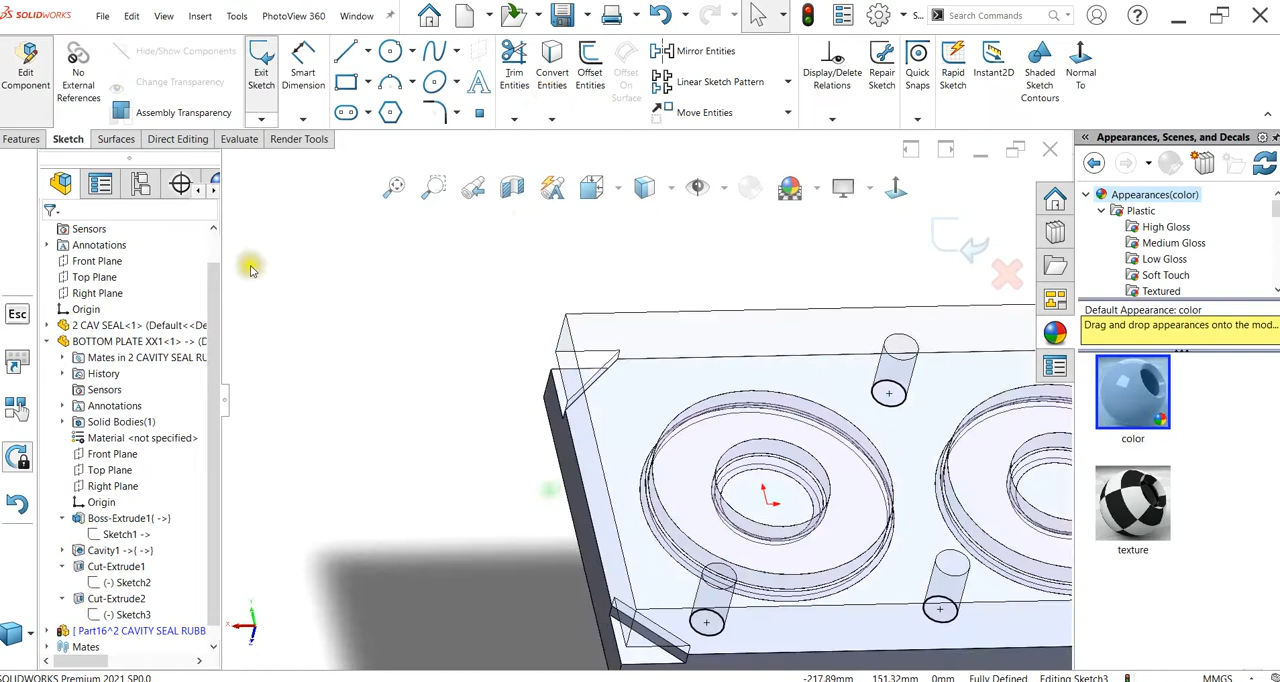 SOLIDWORKS
File
Edit
View
Insert
Tools
PhotoView 360
Window
S...
Search Commands
Edit Component
No External References
Hide/Show Components
Change Transparency
Assembly Transparency
Exit Sketch
Smart Dimension
Trim Entities
Convert Entities
Offset Entities
Offset On Surface
Mirror Entities
Linear Sketch Pattern
Move Entities
Display/Delete Relations
Repair Sketch
Quick Snaps
Rapid Sketch
Instant2D
Shaded Sketch Contours
Normal To
Features
Sketch
Surfaces
Direct Editing
Evaluate
Render Tools
Sensors
Annotations
Front Plane
Top Plane
Right Plane
Origin
2 CAV SEAL<1> (Default<<De
BOTTOM PLATE XX1<1> -> (D
Mates in 2 CAVITY SEAL RU
History
Sensors
Annotations
Solid Bodies(1)
Material <not specified>
Front Plane
Top Plane
Right Plane
Origin
Boss-Extrude1{->}
Sketch1 ->
Cavity1 ->{->}
Cut-Extrude1
(-) Sketch2
Cut-Extrude2
(-) Sketch3
[ Part16^2 CAVITY SEAL RUBB
Mates
Esc
Appearances, Scenes, and Decals
Appearances(color)
Plastic
High Gloss
Medium Gloss
Low Gloss
Soft Touch
Textured
Default Appearance: color
Drag and drop appearances onto the mod...
color
texture
SOLIDWORKS Premium 2021 SP0.0
-217.89mm
151.32mm
0mm
Fully Defined
Editing Sketch3
MMGS